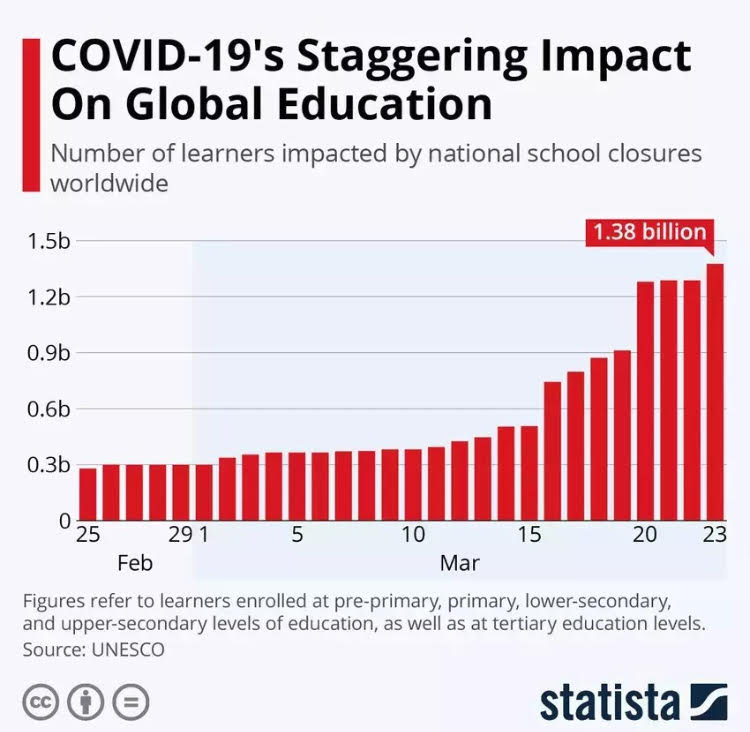 COVID-19's Staggering Impact
On Global Education
Number of learners impacted by national school closures
worldwide
1.38 billion
1.5b
1.2b
0.9b
0.6b
0.3b
0
25 29 1 5 10 15 20 23
Feb Mar
Figures refer to learners enrolled at pre-primary, primary, lower-secondary,
and upper-secondary levels of education, as well as at tertiary education levels.
Source: UNESCO
cc
statista